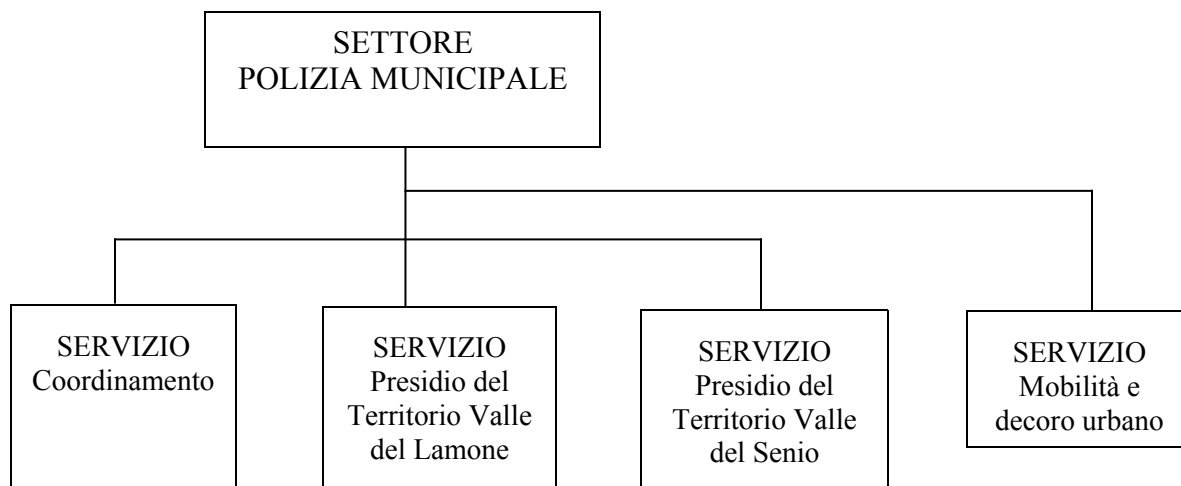 SETTORE
POLIZIA MUNICIPALE
SERVIZIO
Coordinamento
SERVIZIO
Presidio del
Territorio Valle
del Lamone
SERVIZIO
Presidio del
Territorio Valle
del Senio
SERVIZIO
Mobilità e
decoro urbano